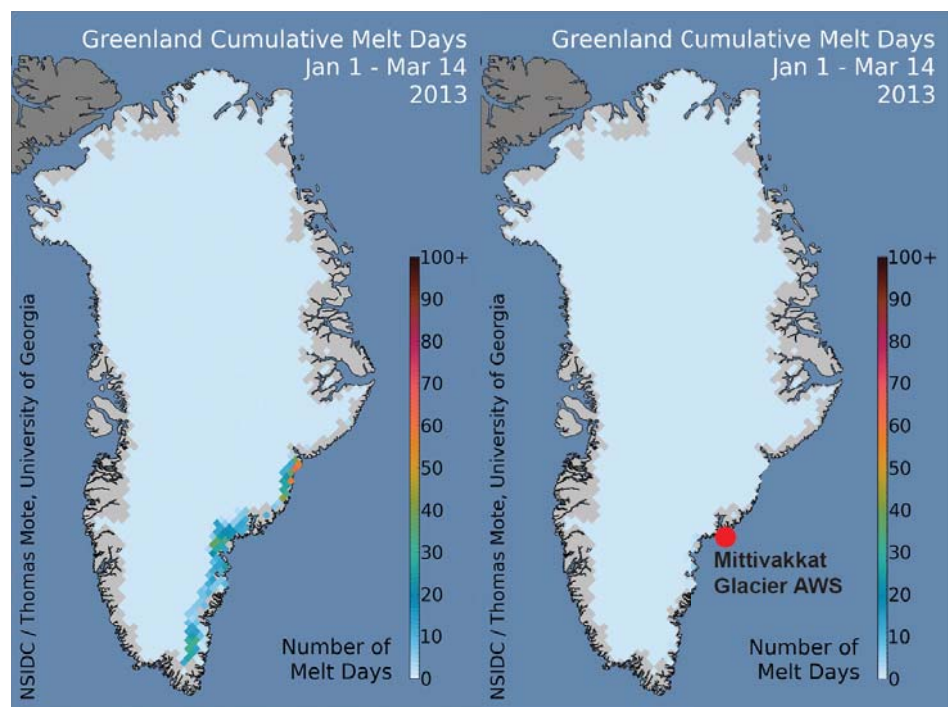 Greenland Cumulative Melt Days
Jan 1 - Mar 14
2013
NSIDC / Thomas Mote, University of Georgia
100+
90
80
70
60
50
40
30
20
10
0
Number of
Melt Days
Greenland Cumulative Melt Days
Jan 1 - Mar 14
2013
NSIDC / Thomas Mote, University of Georgia
100+
90
80
70
60
50
40
30
20
10
0
Mittivakkat
Glacier AWS
Number of
Melt Days